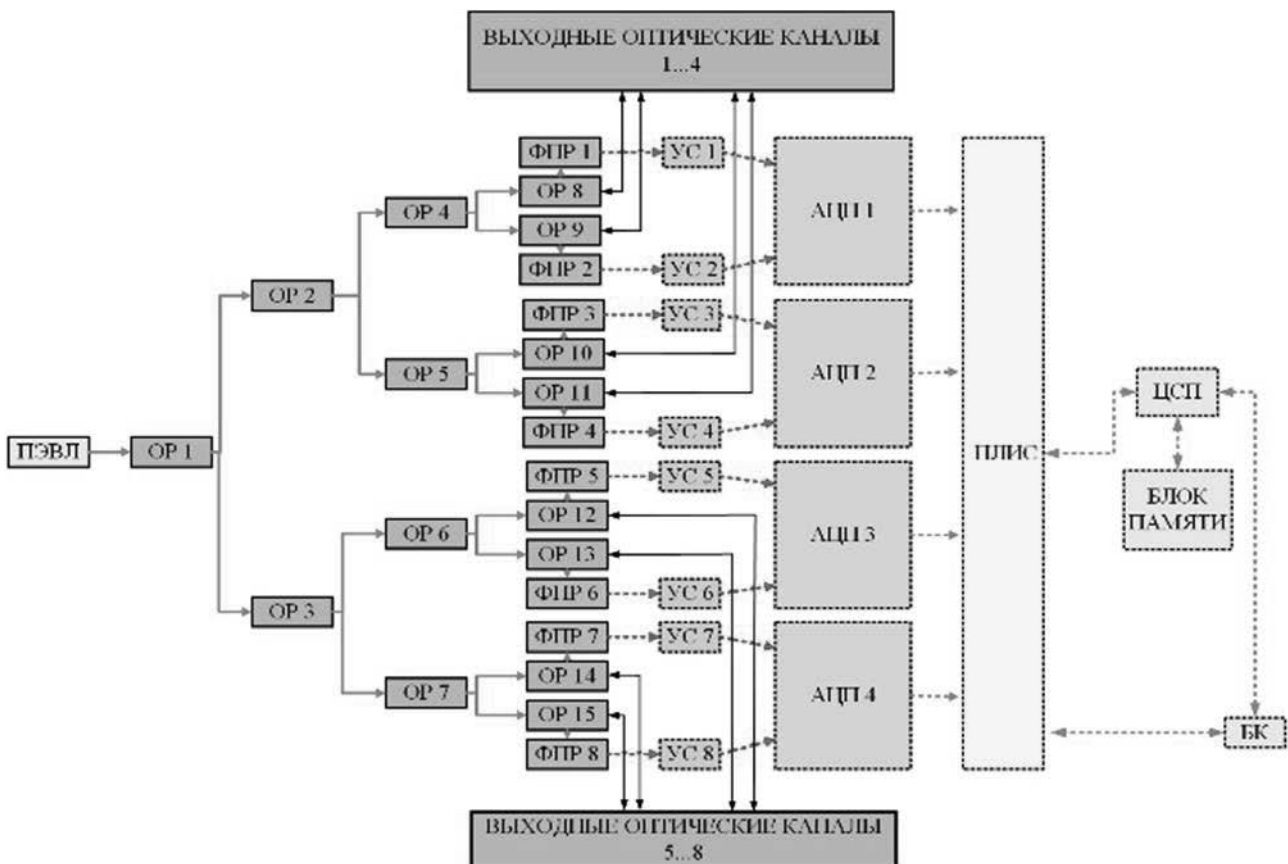 ВЫХОДНЫЕ ОПТИЧЕСКИЕ КАНАЛЫ
1...4
ФПР 1
УС 1
ОР 8
ОР 4
АЦП 1
ОР 9
ФПР 2
УС 2
ОР 2
ФПР 3
УС 3
ОР 10
ОР 5
АЦП 2
ОР 11
ЦСП
ФПР 4
УС 4
ПЭВЛ
ОР 1
ПЛИС
ФПР 5
УС 5
БЛОК
ПАМЯТИ
ОР 12
ОР 6
АЦП 3
ОР 13
ФПР 6
УС 6
ОР 3
ФПР 7
УС 7
ОР 14
ОР 7
АЦП 4
ОР 15
БК
ФПР 8
УС 8
ВЫХОДНЫЕ ОПТИЧЕСКИЕ КАНАЛЫ
5...8